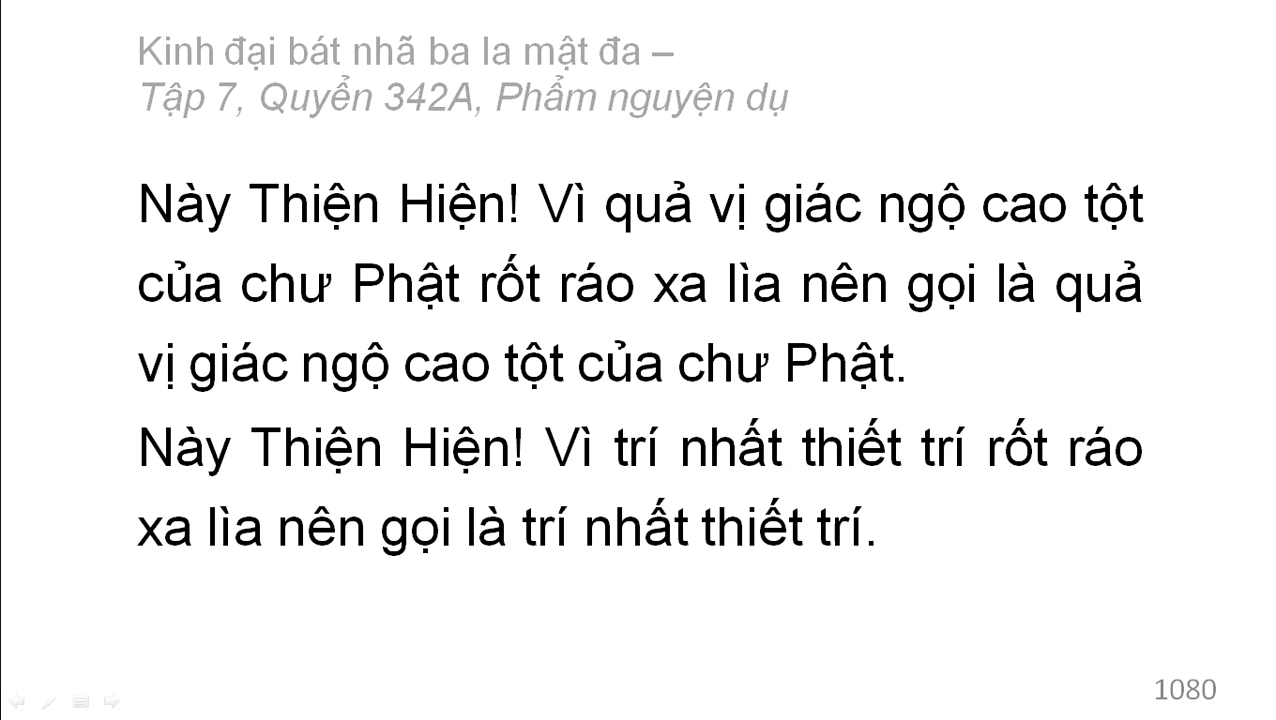 Kinh đại bát nhã ba la mật đa –
Tập 7, Quyển 342A, Phẩm nguyện dụ
Này Thiện Hiện! Vì quả vị giác ngộ cao tột
của chư Phật rốt ráo xa lìa nên gọi là quả
vị giác ngộ cao tột của chư Phật.
Này Thiện Hiện! Vì trí nhất thiết trí rốt ráo
xa lìa nên gọi là trí nhất thiết trí.
1080